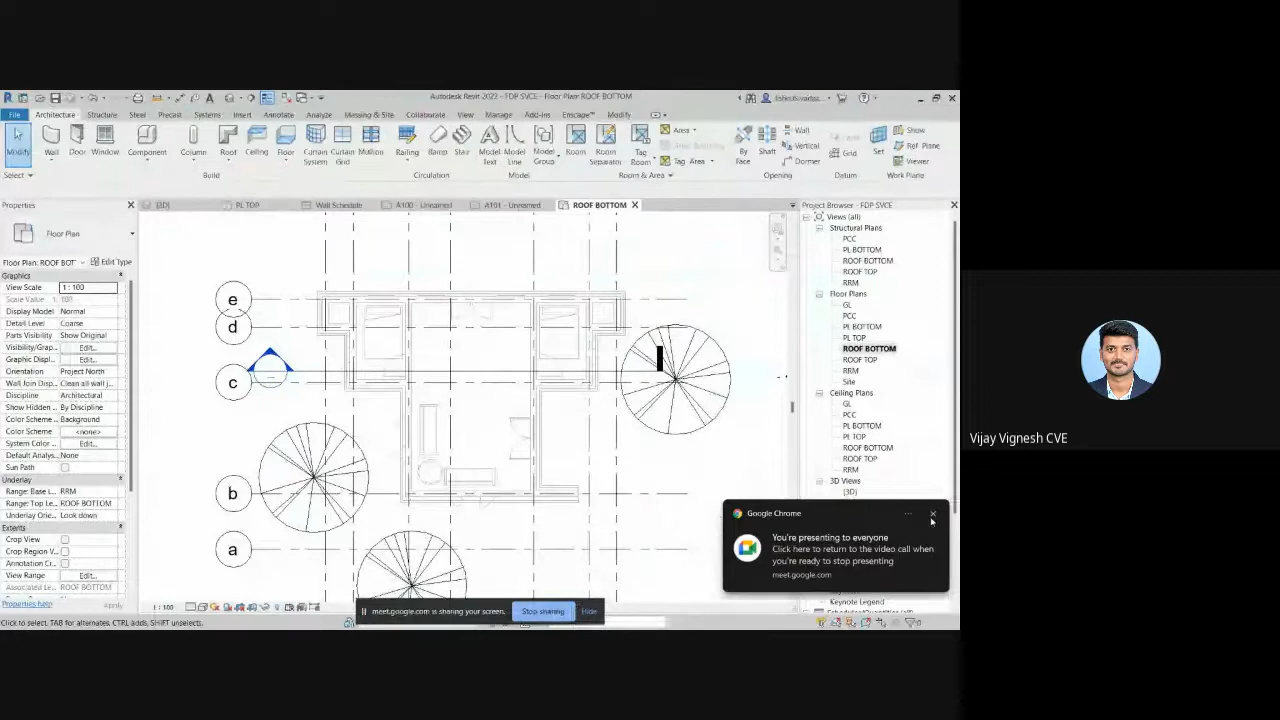 Autodesk Revit 2023 - FDP SVCE - Floor Plan: ROOF BOTTOM
File Architecture Structure Steel Precast Systems Insert Annotate Analyze Massing & Site Collaborate View Manage Add-Ins Enscape™ Modify
Modify Wall Door Window Component Column Roof Ceiling Floor Curtain System Curtain Grid Mullion Railing Ramp Stair Model Text Model Line Model Group Room Room Separator Tag Room Area Tag Area By Face Shaft Wall Vertical Dormer Grid Set Show Ref Plane Viewer
Select Build Circulation Model Room & Area Opening Datum Work Plane
Properties
{3D} PL TOP Wall Schedule A100 - Unnamed A101 - Unnamed ROOF BOTTOM
Project Browser - FDP SVCE
Floor Plan
Floor Plan: ROOF BOT Edit Type
Graphics
View Scale 1 : 100
Scale Value 1: 100
Display Model Normal
Detail Level Coarse
Parts Visibility Show Original
Visibility/Grap... Edit...
Graphic Displ... Edit...
Orientation Project North
Wall Join Displ... Clean all wall j...
Discipline Architectural
Show Hidden ... By Discipline
Color Scheme ... Background
Color Scheme <none>
System Color ... Edit...
Default Analys... None
Sun Path
Underlay
Range: Base L... RRM
Range: Top Le... ROOF BOTTOM
Underlay Orie... Look down
Extents
Crop View
Crop Region V...
Annotation Cr...
View Range Edit...
Associated Le... ROOF BOTTOM
Properties help Apply
e
d
c
b
a
Views (all)
Structural Plans
PCC
PL BOTTOM
ROOF BOTTOM
ROOF TOP
RRM
Floor Plans
GL
PCC
PL BOTTOM
PL TOP
ROOF BOTTOM
ROOF TOP
RRM
Site
Ceiling Plans
GL
PCC
PL BOTTOM
PL TOP
ROOF BOTTOM
ROOF TOP
RRM
3D Views
{3D}
Keynote Legend
Google Chrome
You're presenting to everyone
Click here to return to the video call when
you're ready to stop presenting
meet.google.com
1 : 100
meet.google.com is sharing your screen. Stop sharing Hide
Click to select, TAB for alternates, CTRL adds, SHIFT unselects.
Vijay Vignesh CVE